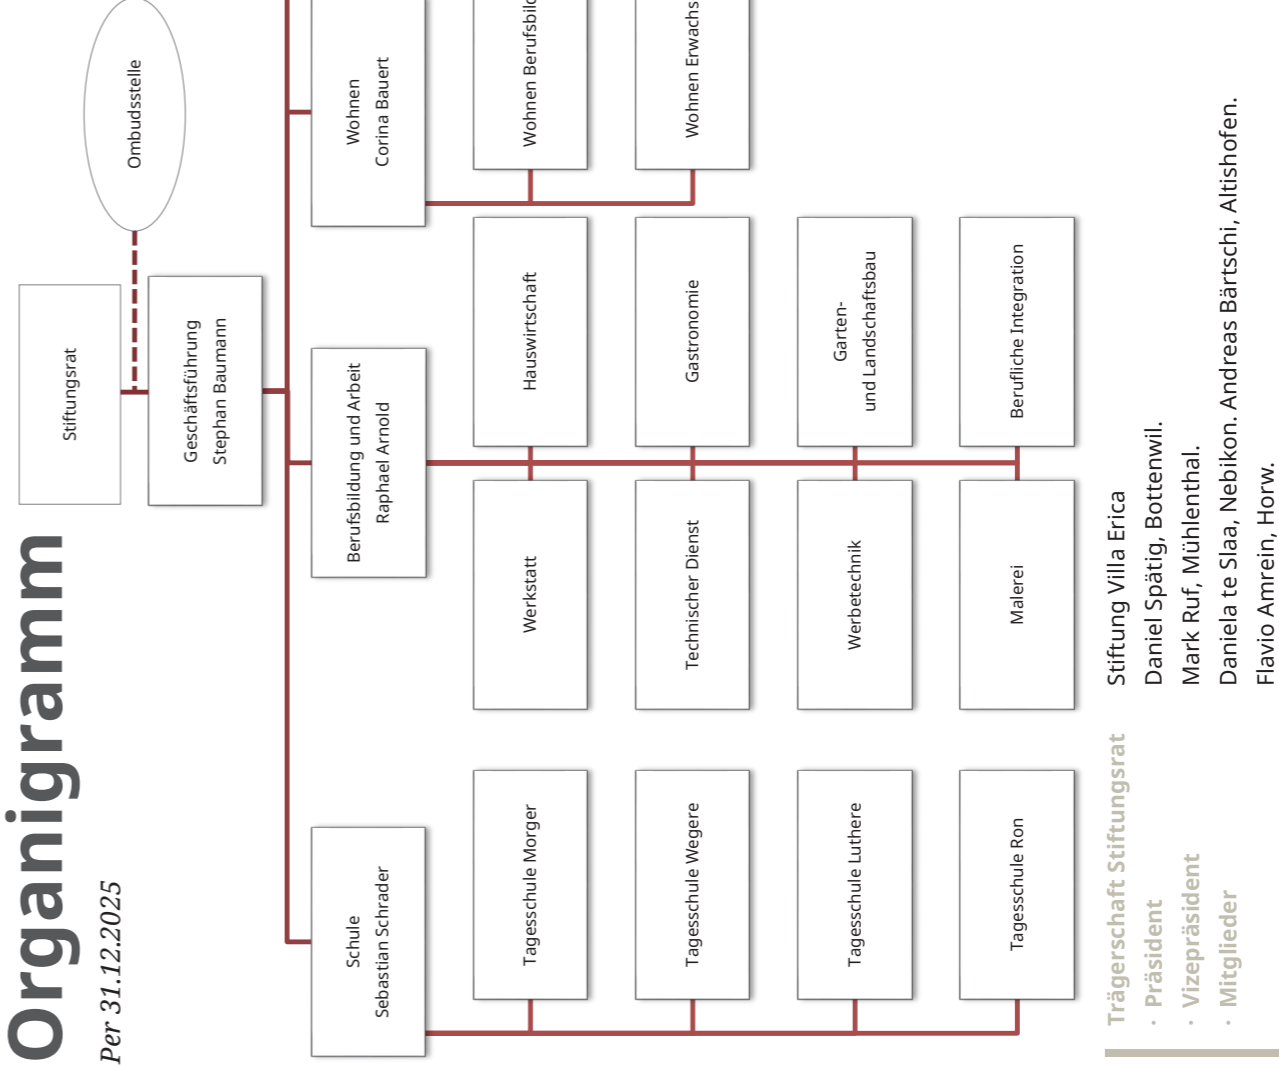 Organigramm
Per 31.12.2025
Stiftungsrat
Ombudsstelle
Geschäftsführung
Stephan Baumann
Schule
Sebastian Schrader
Berufsbildung und Arbeit
Raphael Arnold
Wohnen
Corina Bauert
Tagesschule Morger
Werkstatt
Hauswirtschaft
Wohnen
Tagesschule Wegere
Technischer Dienst
Gastronomie
Wohnen
Tagesschule Luthere
Werbetechnik
Garten-
und Landschaftsbau
Tagesschule Ron
Malerei
Berufliche Integration
Trägerschaft Stiftungsrat Stiftung Villa Erica
· Präsident Daniel Spätig, Bottenwil.
· Vizepräsident Mark Ruf, Mühlenthal.
· Mitglieder Daniela te Slaa, Nebikon. Andreas Bärtschi, Altishofen.
Flavio Amrein, Horw.